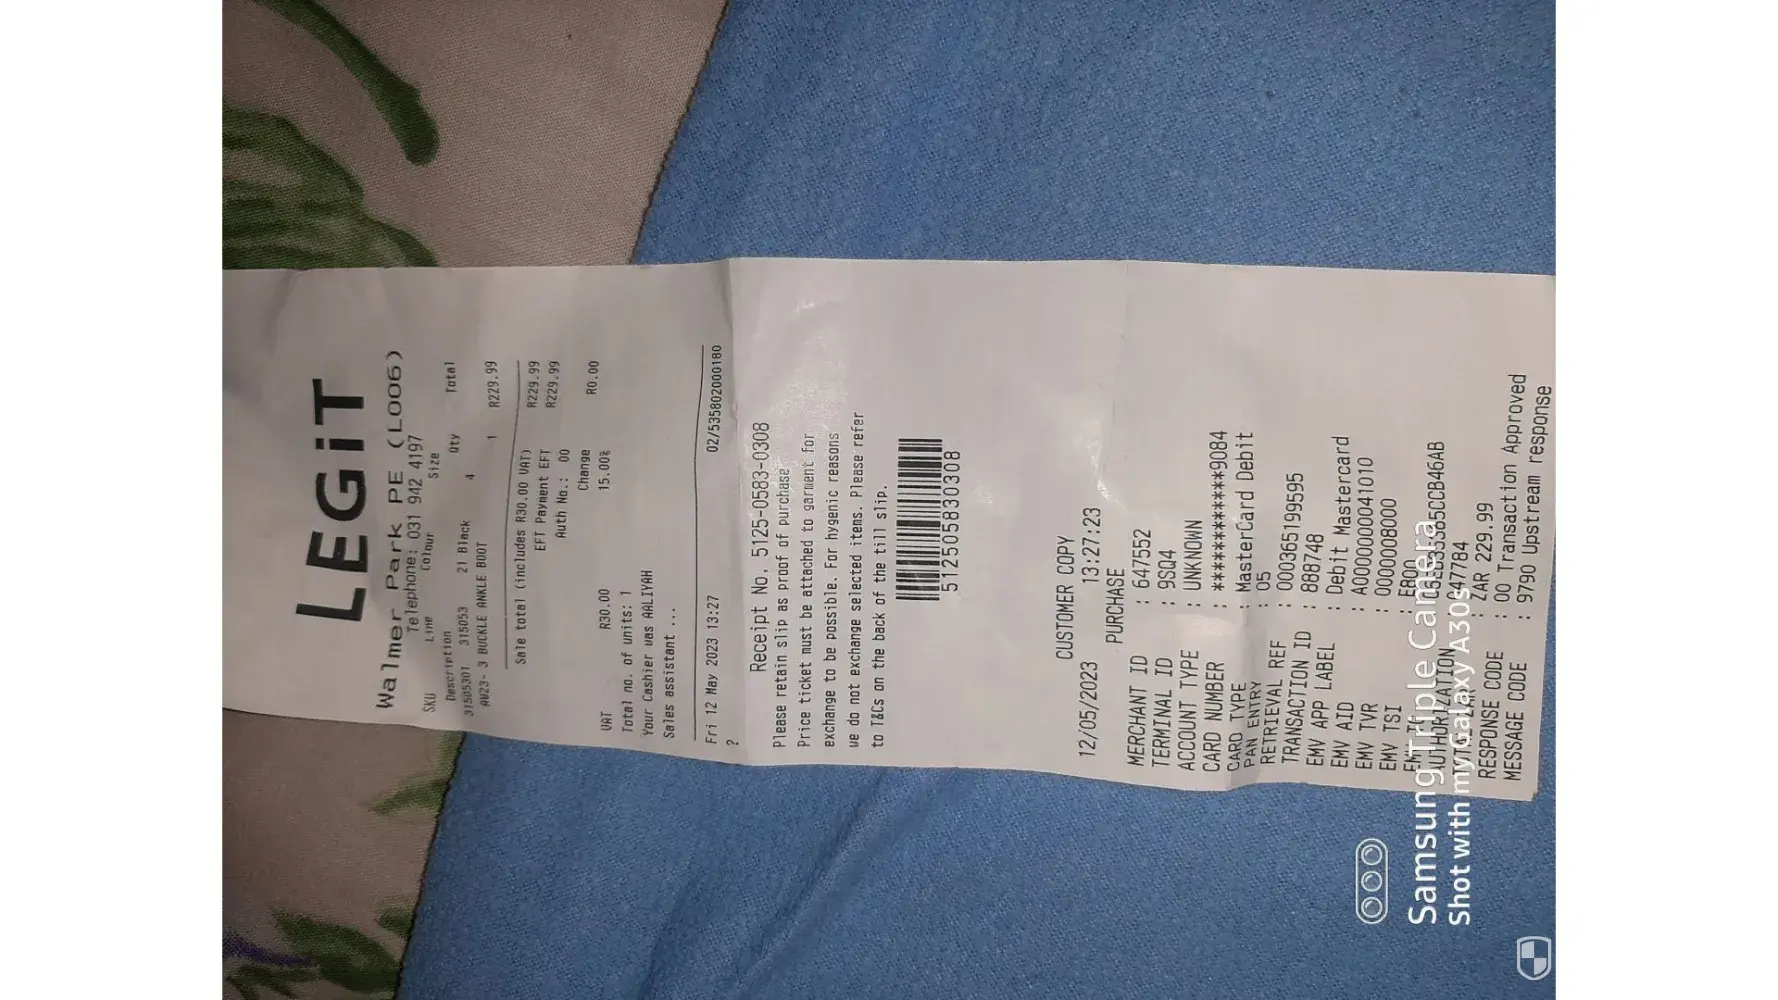 LEGiT
Walmer Park PE (L006)
Telephone: 031 942 4197
SKU Line Colour Size
Description Qty Total
31505301 315053 21 Black 4 1 R229.99
AW23- 3 BUCKLE ANKLE BOOT
Sale total (includes R30.00 VAT) R229.99
EFT Payment EFT R229.99
Auth No.: 00
Change R0.00
VAT R30.00 15.00%
Total no. of units: 1
Your Cashier was AALIYAH
Sales assistant ...
Fri 12 May 2023 13:27 02/535802000180
?
Receipt No. 5125-0583-0308
Please retain slip as proof of purchase
Price ticket must be attached to garment for
exchange to be possible. For hygenic reasons
we do not exchange selected items. Please refer
to T&Cs on the back of the till slip.
512505830308
CUSTOMER COPY
12/05/2023 13:27:23
PURCHASE
MERCHANT ID : 647552
TERMINAL ID : 9SQ4
ACCOUNT TYPE : UNKNOWN
CARD NUMBER : ************9084
CARD TYPE : MasterCard Debit
PAN ENTRY : 05
RETRIEVAL REF : 000365199595
TRANSACTION ID : 888748
EMV APP LABEL : Debit Mastercard
EMV AID : A0000000041010
EMV TVR : 0000008000
EMV TSI : E800
AUTHORIZATION : 647784
: ZAR 229.99
RESPONSE CODE : 00 Transaction Approved
MESSAGE CODE : 9790 Upstream response
Samsung Triple Camera
Shot with my Galaxy A30s